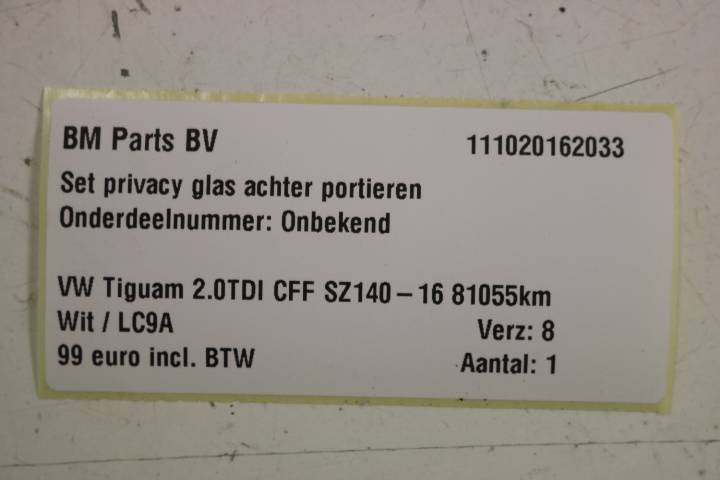 BM Parts BV 111020162033
Set privacy glas achter portieren
Onderdeelnummer: Onbekend
VW Tiguam 2.0TDI CFF SZ140 – 16 81055km
Wit / LC9A Verz: 8
99 euro incl. BTW Aantal: 1